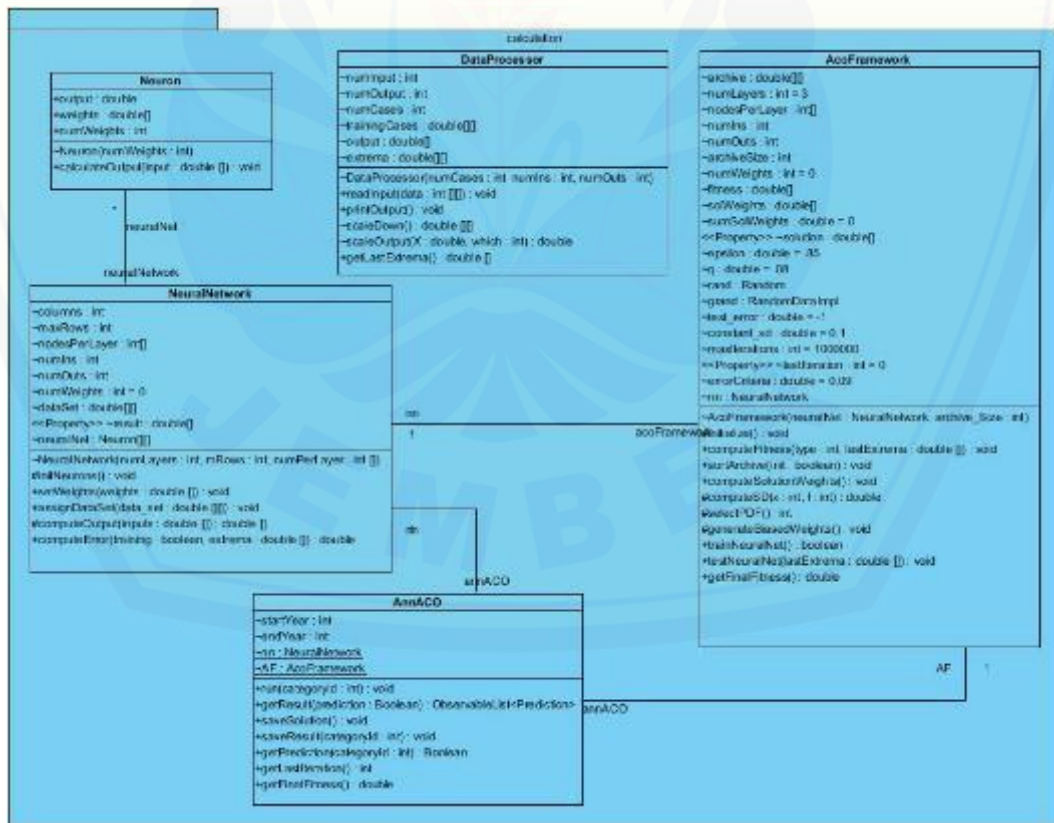 calculation
Neuron
+output : double
+weights : double[]
+numWeights : int
~Neuron(numWeights : int)
+calculateOutput(input : double []) : void
*
neuralNet
neuralNetwork
DataProcessor
~numInput : int
~numOutput : int
~numCases : int
~trainingCases : double[][]
~output : double[]
~extrema : double[][]
~DataProcessor(numCases : int, numIns : int, numOuts : int)
+readInput(data : int [][]) : void
+printOutput() : void
~scaleDown() : double [][]
~scaleOutput(X : double, which : int) : double
+getLastExtrema() : double []
AcoFramework
~archive : double[][]
~numLayers : int = 3
~nodesPerLayer : int[]
~numIns : int
~numOuts : int
~archiveSize : int
~numWeights : int = 0
~fitness : double[]
~solWeights : double[]
~sumSolWeights : double = 0
<<Property>> ~solution : double[]
~epsilon : double = .85
~q : double = .08
~rand : Random
~grand : RandomDataImpl
~test_error : double = -1
~constant_sd : double = 0.1
~maxIterations : int = 1000000
<<Property>> ~lastIteration : int = 0
~errorCriteria : double = 0.09
~nn : NeuralNetwork
~AcoFramework(neuralNet : NeuralNetwork, archive_Size : int)
#initialize() : void
+computeFitness(type : int, lastExtrema : double []) : void
+sortArchive(init : boolean) : void
+computeSolutionWeights() : void
#computeSD(x : int, l : int) : double
#selectPDF() : int
#generateBiasedWeights() : void
+trainNeuralNet() : boolean
+testNeuralNet(lastExtrema : double []) : void
+getFinalFitness() : double
NeuralNetwork
~columns : int
~maxRows : int
~nodesPerLayer : int[]
~numIns : int
~numOuts : int
~numWeights : int = 0
~dataSet : double[][]
<<Property>> ~result : double[]
~neuralNet : Neuron[][]
~NeuralNetwork(numLayers : int, mRows : int, numPerLayer : int [])
#initNeurons() : void
+setWeights(weights : double []) : void
+assignDataSet(data_set : double [][]) : void
#computeOutput(inputs : double []) : double []
+computeError(training : boolean, extrema : double []) : double
nn
1
acoFramework
nn
annACO
AnnACO
~startYear : int
~endYear : int
~nn : NeuralNetwork
~AF : AcoFramework
+run(categoryId : int) : void
+getResult(prediction : Boolean) : ObservableList<Prediction>
+saveSolution() : void
+saveResult(categoryId : int) : void
+getPrediction(categoryId : int) : Boolean
+getLastIteration() : int
+getFinalFitness() : double
AF
1
annACO
JEMBE